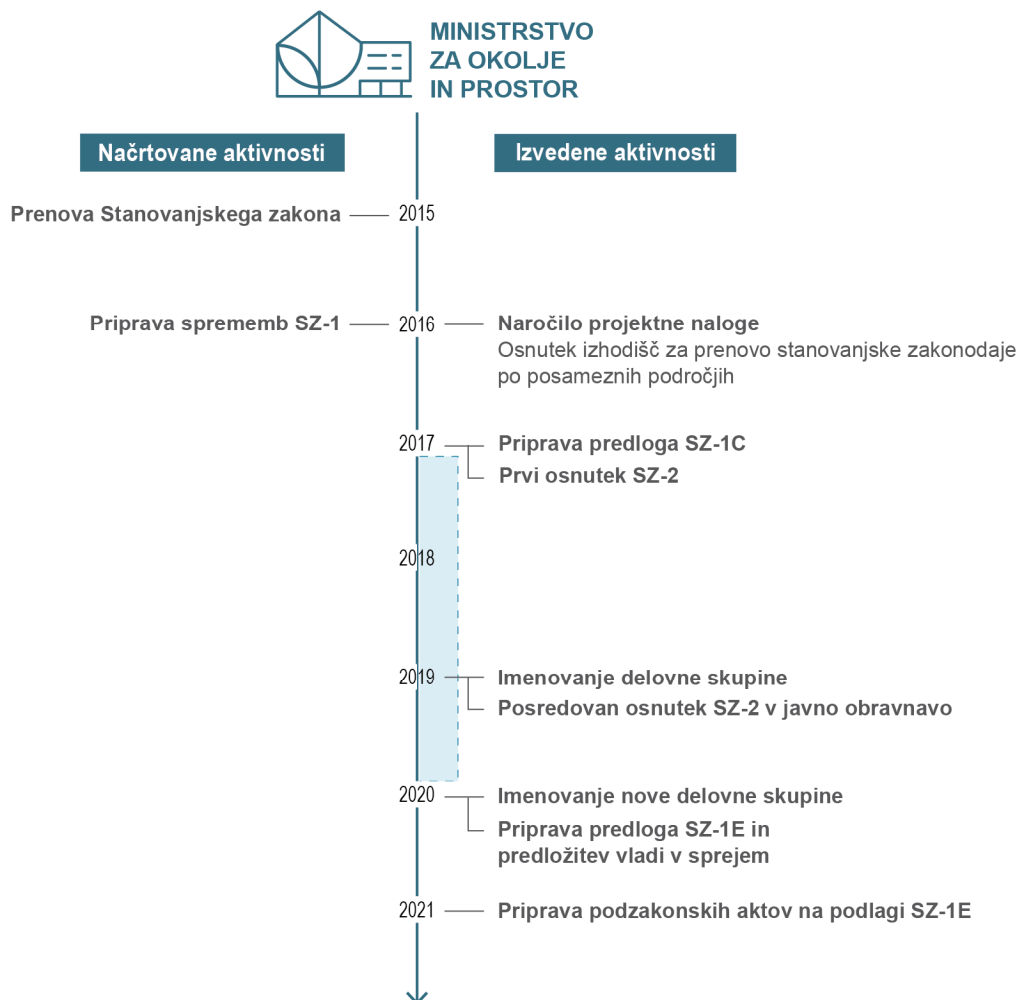 MINISTRSTVO
ZA OKOLJE
IN PROSTOR
Načrtovane aktivnosti
Izvedene aktivnosti
Prenova Stanovanjskega zakona
2015
Priprava sprememb SZ-1
2016
Naročilo projektne naloge
Osnutek izhodišč za prenovo stanovanjske zakonodaje
po posameznih področjih
2017
Priprava predloga SZ-1C
Prvi osnutek SZ-2
2018
2019
Imenovanje delovne skupine
Posredovan osnutek SZ-2 v javno obravnavo
2020
Imenovanje nove delovne skupine
Priprava predloga SZ-1E in
predložitev vladi v sprejem
2021
Priprava podzakonskih aktov na podlagi SZ-1E